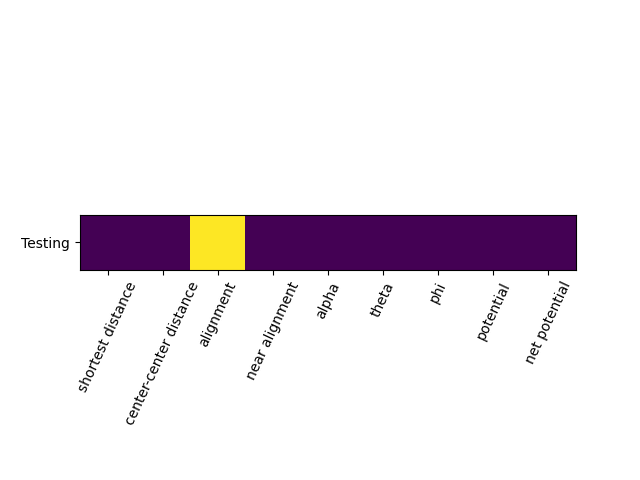 Testing
shortest distance
center-center distance
alignment
near alignment
alpha
theta
phi
potential
net potential